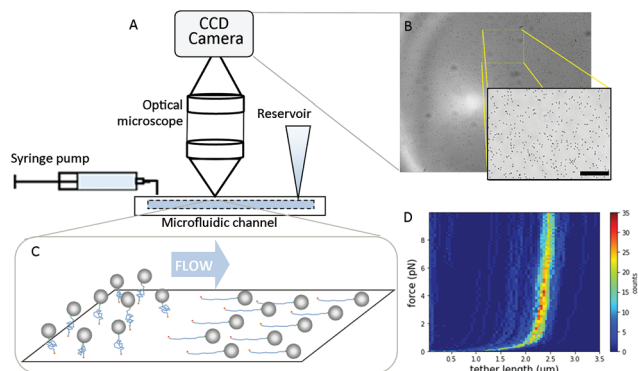 A
CCD
Camera
B
Optical
microscope
Reservoir
Syringe pump
Microfluidic channel
C
FLOW
D
force (pN)
8
6
4
2
0
0.5
1.0
1.5
2.0
2.5
3.0
3.5
tether length (μm)
35
30
25
20
15
10
5
0
counts